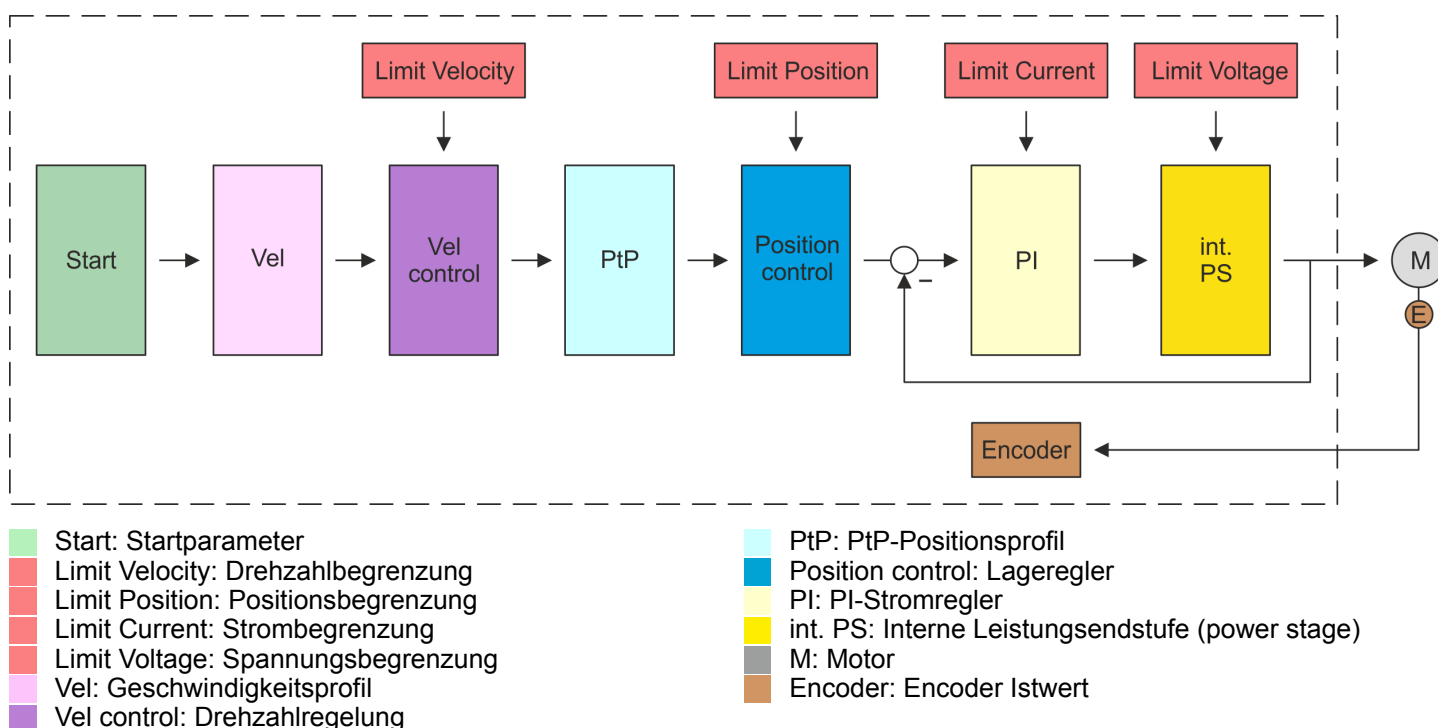 Limit Velocity
Limit Position
Limit Current
Limit Voltage
Start
Vel
Vel
control
PtP
Position
control
–
PI
int.
PS
M
E
Encoder
Start: Startparameter
Limit Velocity: Drehzahlbegrenzung
Limit Position: Positionsbegrenzung
Limit Current: Strombegrenzung
Limit Voltage: Spannungsbegrenzung
Vel: Geschwindigkeitsprofil
Vel control: Drehzahlregelung
PtP: PtP-Positionsprofil
Position control: Lageregler
PI: PI-Stromregler
int. PS: Interne Leistungsendstufe (power stage)
M: Motor
Encoder: Encoder Istwert